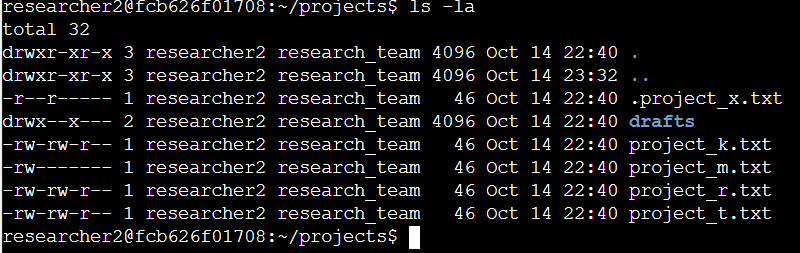 researcher2@fcb626f01708:~/projects$ ls -la
total 32
drwxr-xr-x 3 researcher2 research_team 4096 Oct 14 22:40 .
drwxr-xr-x 3 researcher2 research_team 4096 Oct 14 23:32 ..
-r--r----- 1 researcher2 research_team   46 Oct 14 22:40 .project_x.txt
drwx--x--- 2 researcher2 research_team 4096 Oct 14 22:40 drafts
-rw-rw-r-- 1 researcher2 research_team   46 Oct 14 22:40 project_k.txt
-rw------- 1 researcher2 research_team   46 Oct 14 22:40 project_m.txt
-rw-rw-r-- 1 researcher2 research_team   46 Oct 14 22:40 project_r.txt
-rw-rw-r-- 1 researcher2 research_team   46 Oct 14 22:40 project_t.txt
researcher2@fcb626f01708:~/projects$